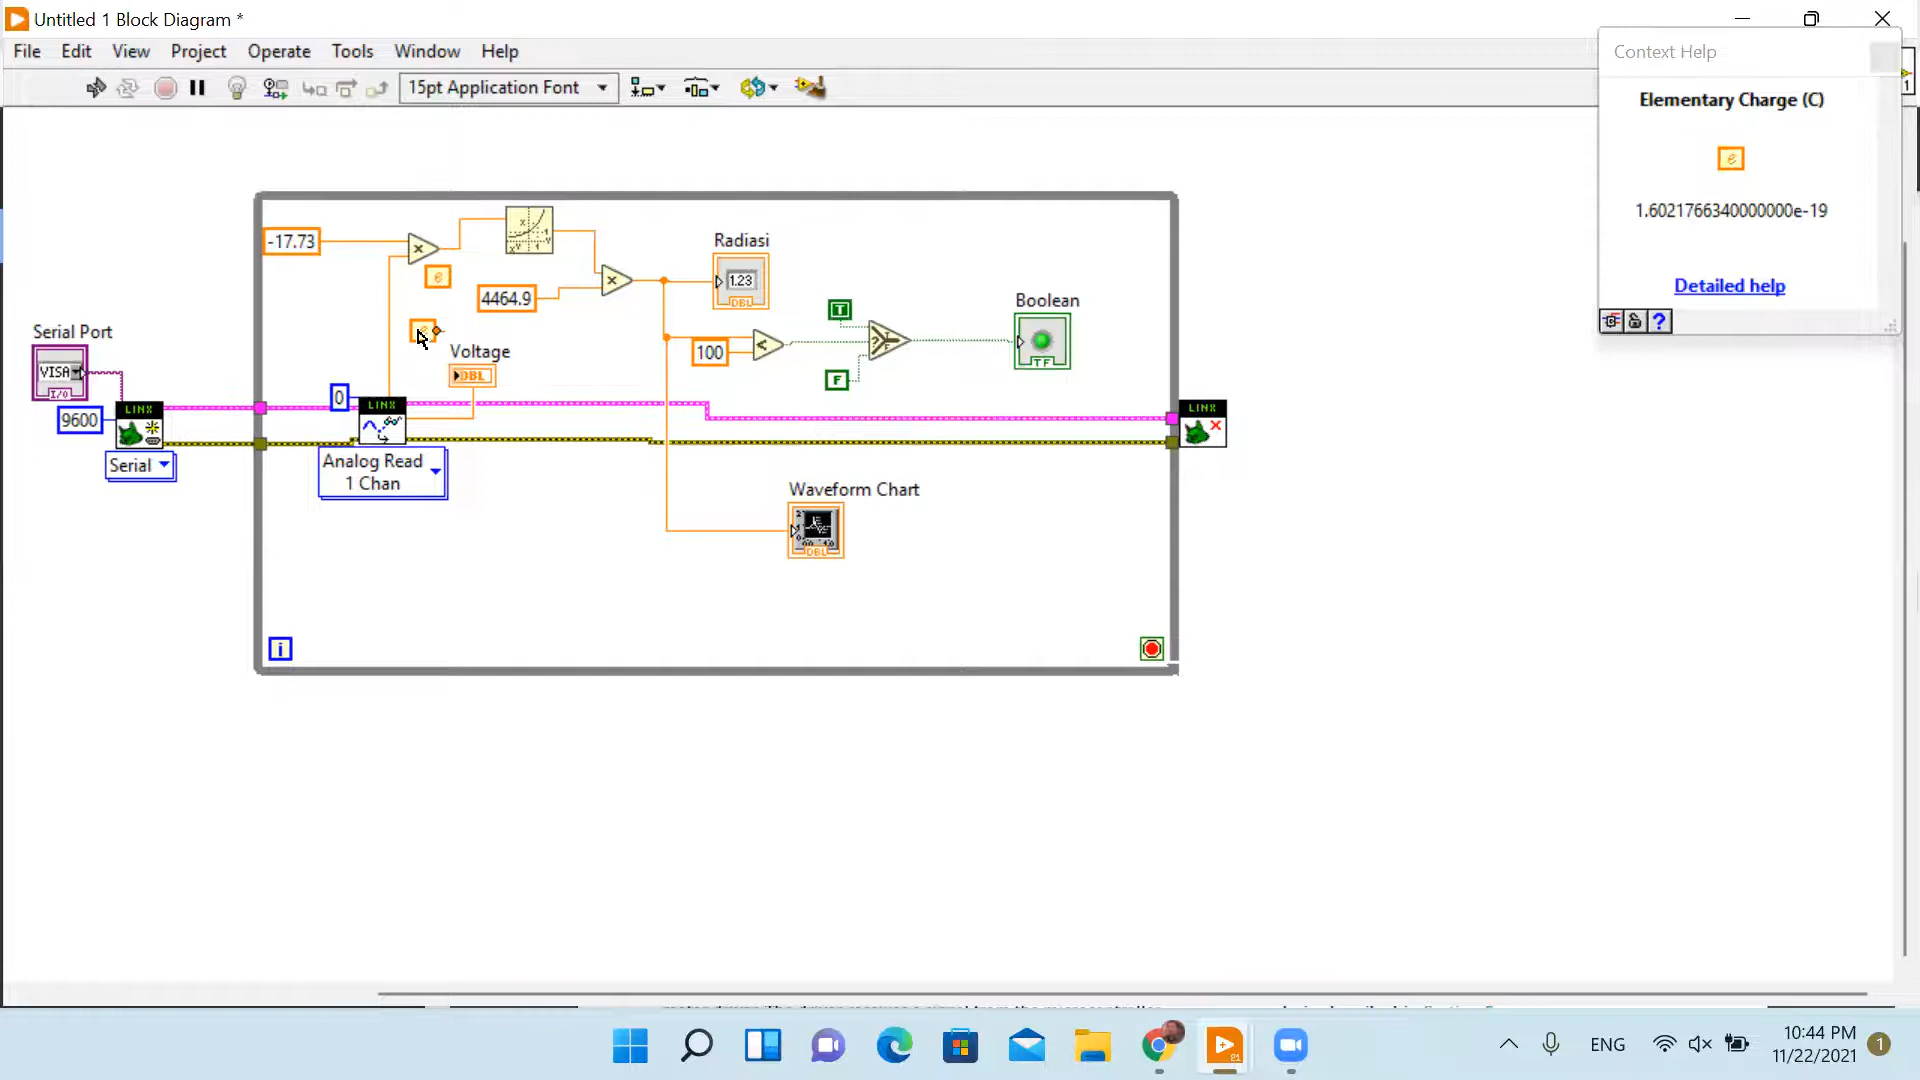 Untitled 1 Block Diagram *
File Edit View Project Operate Tools Window Help
15pt Application Font
Context Help
Elementary Charge (C)
e
1.6021766340000000e-19
Detailed help
?
1
-17.73
x
e
4464.9
x
Radiasi
1.23
DBL
T
Boolean
TF
100
<
? T F
F
Serial Port
VISA
I/O
9600
LINX
Serial
Voltage
DBL
0
LINX
Analog Read
1 Chan
LINX
Waveform Chart
DBL
i
ENG
10:44 PM
11/22/2021
1